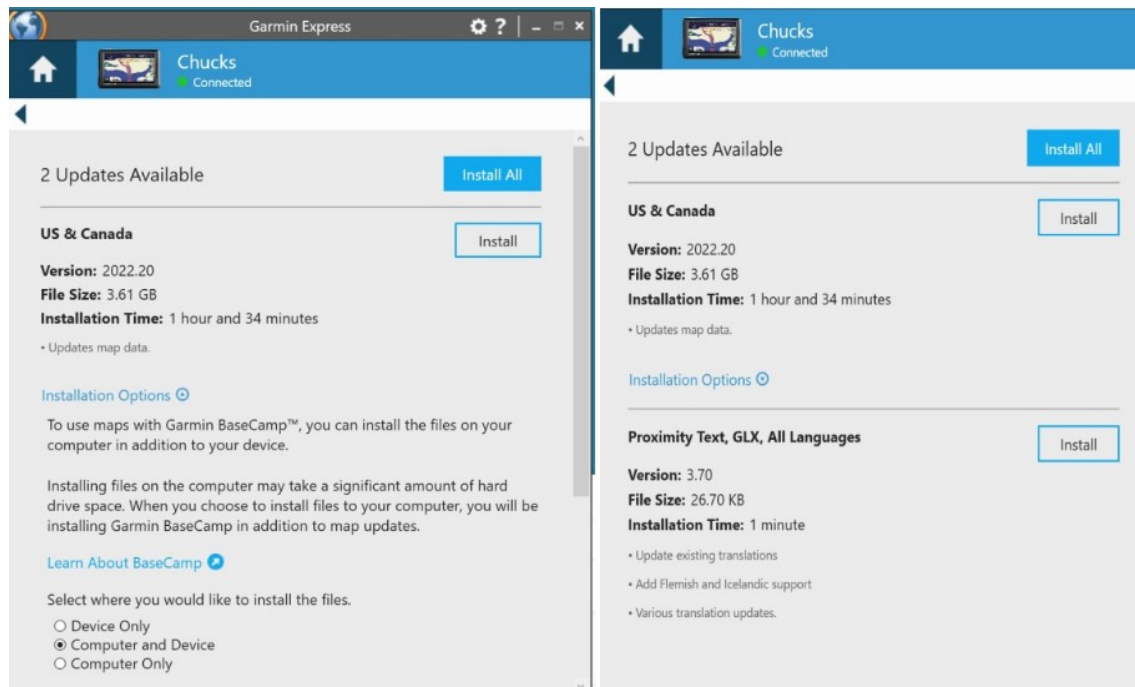 Garmin Express
?
Chucks
Connected
2 Updates Available
Install All
US & Canada
Install
Version: 2022.20
File Size: 3.61 GB
Installation Time: 1 hour and 34 minutes
• Updates map data.
Installation Options
To use maps with Garmin BaseCamp™, you can install the files on your
computer in addition to your device.
Installing files on the computer may take a significant amount of hard
drive space. When you choose to install files to your computer, you will be
installing Garmin BaseCamp in addition to map updates.
Learn About BaseCamp
Select where you would like to install the files.
Device Only
Computer and Device
Computer Only
Chucks
Connected
2 Updates Available
Install All
US & Canada
Install
Version: 2022.20
File Size: 3.61 GB
Installation Time: 1 hour and 34 minutes
• Updates map data.
Installation Options
Proximity Text, GLX, All Languages
Install
Version: 3.70
File Size: 26.70 KB
Installation Time: 1 minute
• Update existing translations
• Add Flemish and Icelandic support
• Various translation updates.